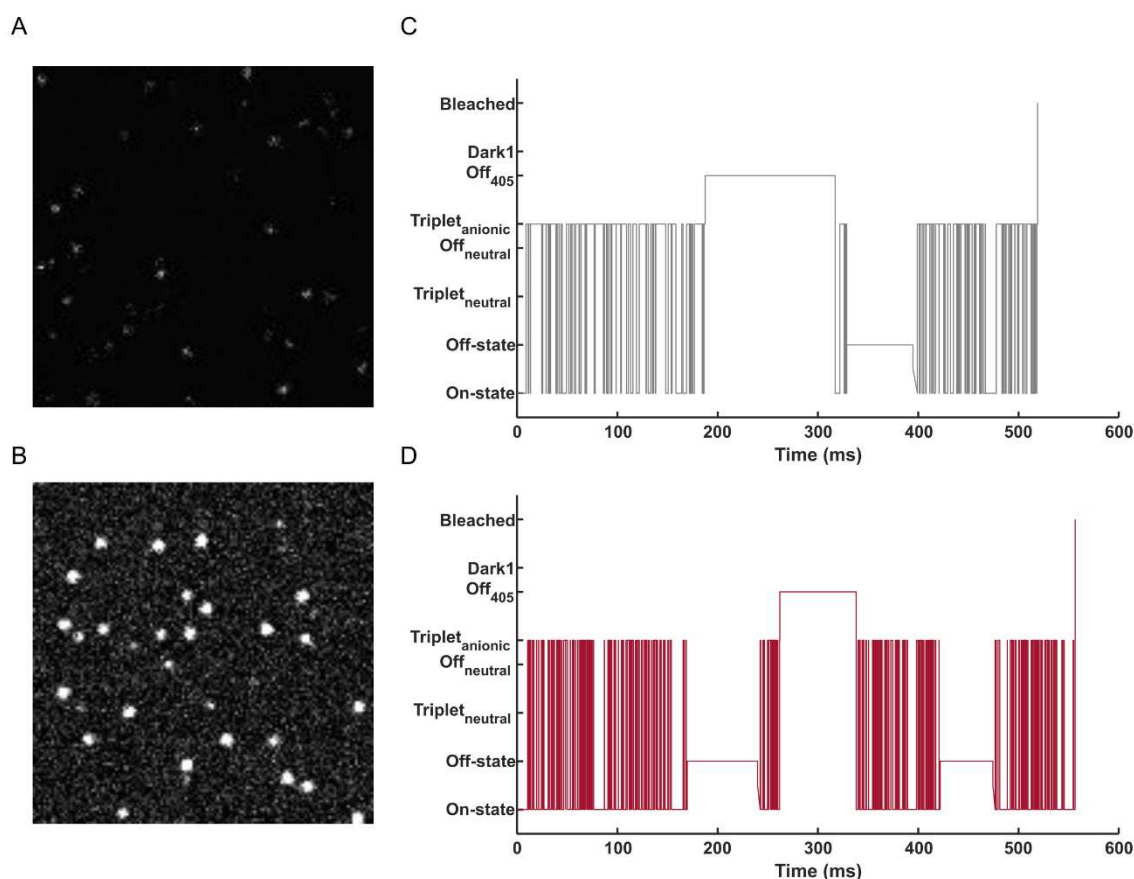 A
B
C
Bleached
Dark1
Off405
Tripletanionic
Offneutral
Tripletneutral
Off-state
On-state
0 100 200 300 400 500 600
Time (ms)
D
Bleached
Dark1
Off405
Tripletanionic
Offneutral
Tripletneutral
Off-state
On-state
0 100 200 300 400 500 600
Time (ms)